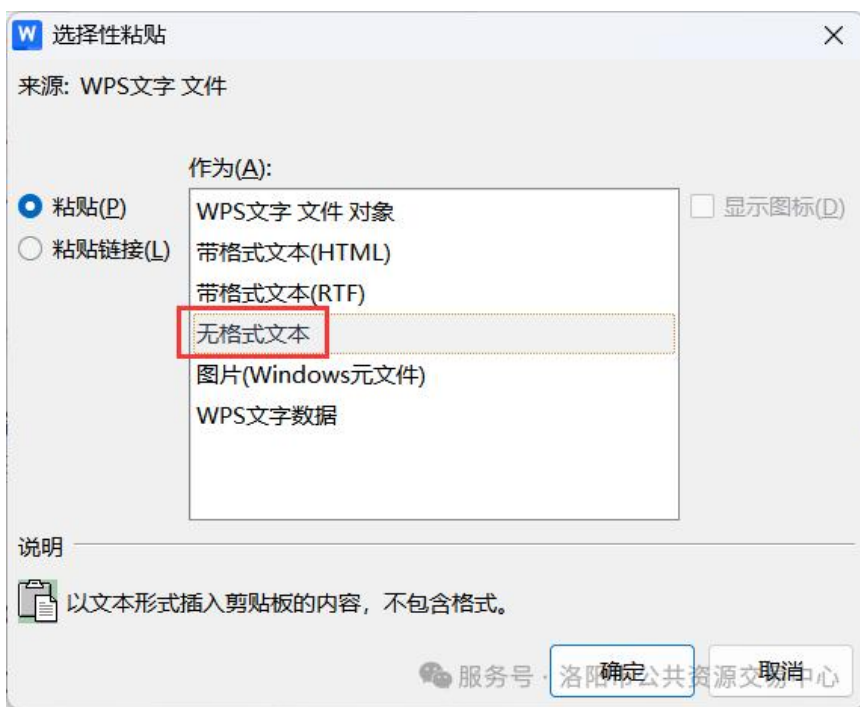 W 选择性粘贴
来源: WPS文字 文件
作为(A):
粘贴(P)
粘贴链接(L)
WPS文字 文件 对象
带格式文本(HTML)
带格式文本(RTF)
无格式文本
图片(Windows元文件)
WPS文字数据
显示图标(D)
说明
以文本形式插入剪贴板的内容，不包含格式。
确定
取消
服务号 · 洛阳市公共资源交易中心